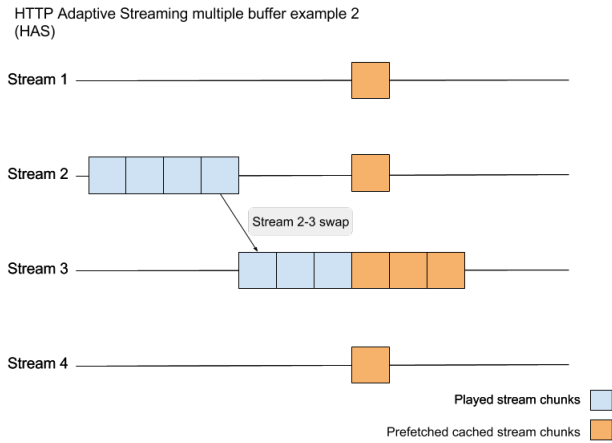 HTTP Adaptive Streaming multiple buffer example 2
(HAS)
Stream 1
Stream 2
Stream 2-3 swap
Stream 3
Stream 4
Played stream chunks
Prefetched cached stream chunks